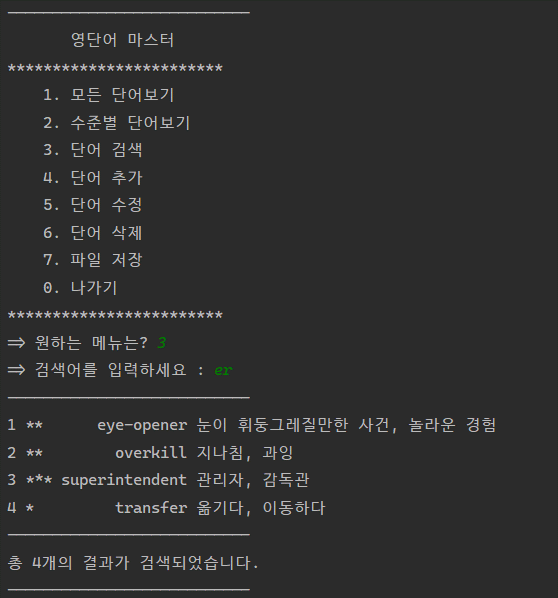 영단어 마스터
************************
1. 모든 단어보기
2. 수준별 단어보기
3. 단어 검색
4. 단어 추가
5. 단어 수정
6. 단어 삭제
7. 파일 저장
0. 나가기
************************
=> 원하는 메뉴는? 3
=> 검색어를 입력하세요 : er
1 ** eye-opener 눈이 휘둥그레질만한 사건, 놀라운 경험
2 ** overkill 지나침, 과잉
3 *** superintendent 관리자, 감독관
4 * transfer 옮기다, 이동하다
총 4개의 결과가 검색되었습니다.